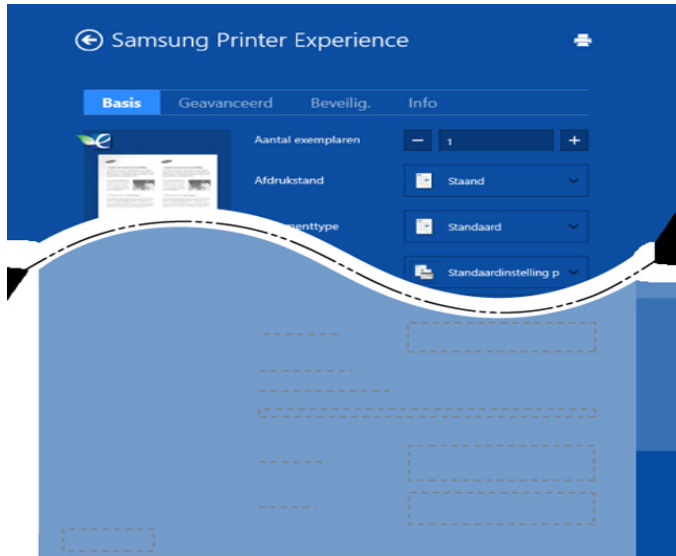 Samsung Printer Experience
Basis Geavanceerd Beveilig. Info
Aantal exemplaren 1
Afdrukstand Staand
Standaard
Standaardinstelling p